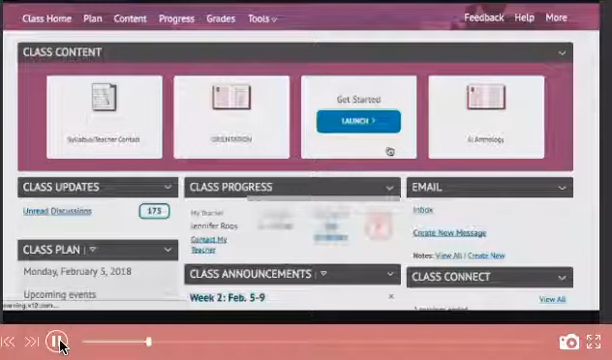 Class Home Plan Content Progress Grades Tools Feedback Help More
CLASS CONTENT
Syllabus/Teacher Contact
ORIENTATION
Get Started
LAUNCH >
Anthology
CLASS UPDATES
Unread Discussions 173
CLASS PLAN
Monday, February 5, 2018
Upcoming events
CLASS PROGRESS
My Teacher
Jennifer Roos
Contact My
Teacher
CLASS ANNOUNCEMENTS
Week 2: Feb. 5-9 ×
EMAIL
Inbox
Create New Message
Notes: View All / Create New
CLASS CONNECT
View All